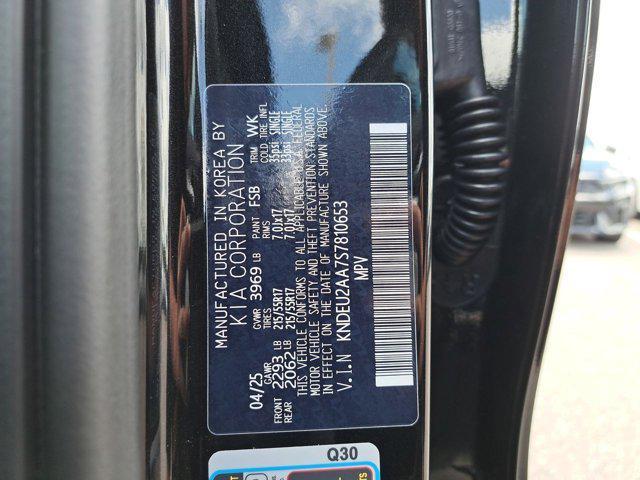 MANUFACTURED IN KOREA BY
KIA CORPORATION
04/25 GVWR 3969 LB PAINT FSB TRIM WK
GAWR TIRES RIMS COLD TIRE INFL
FRONT 2293 LB 215/55R17 7.0Jx17 35psi SINGLE
REAR 2062 LB 215/55R17 7.0Jx17 33psi SINGLE
THIS VEHICLE CONFORMS TO ALL APPLICABLE U.S.A FEDERAL
MOTOR VEHICLE SAFETY AND THEFT PREVENTION STANDARDS
IN EFFECT ON THE DATE OF MANUFACTURE SHOWN ABOVE.
V.I.N KNDEU2AA7S7810653
MPV
Q30